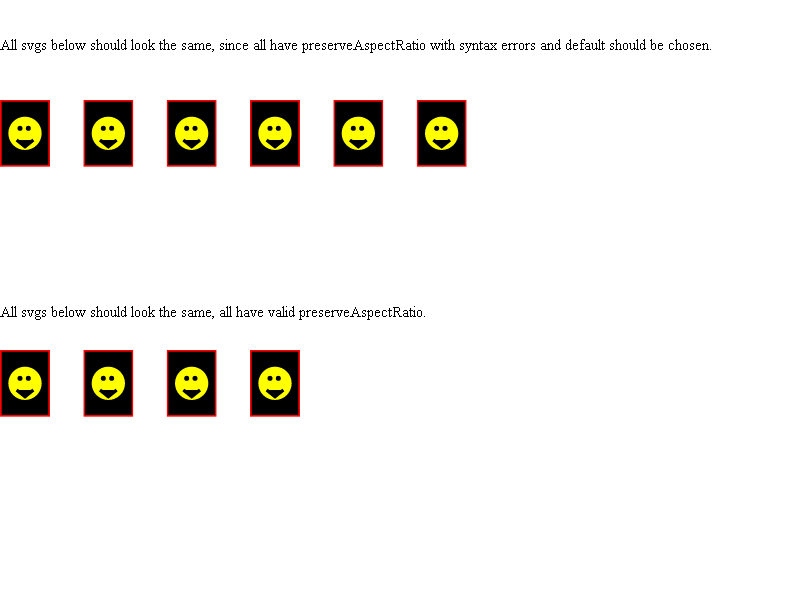 All svgs below should look the same, since all have preserveAspectRatio with syntax errors and default should be chosen.
All svgs below should look the same, all have valid preserveAspectRatio.